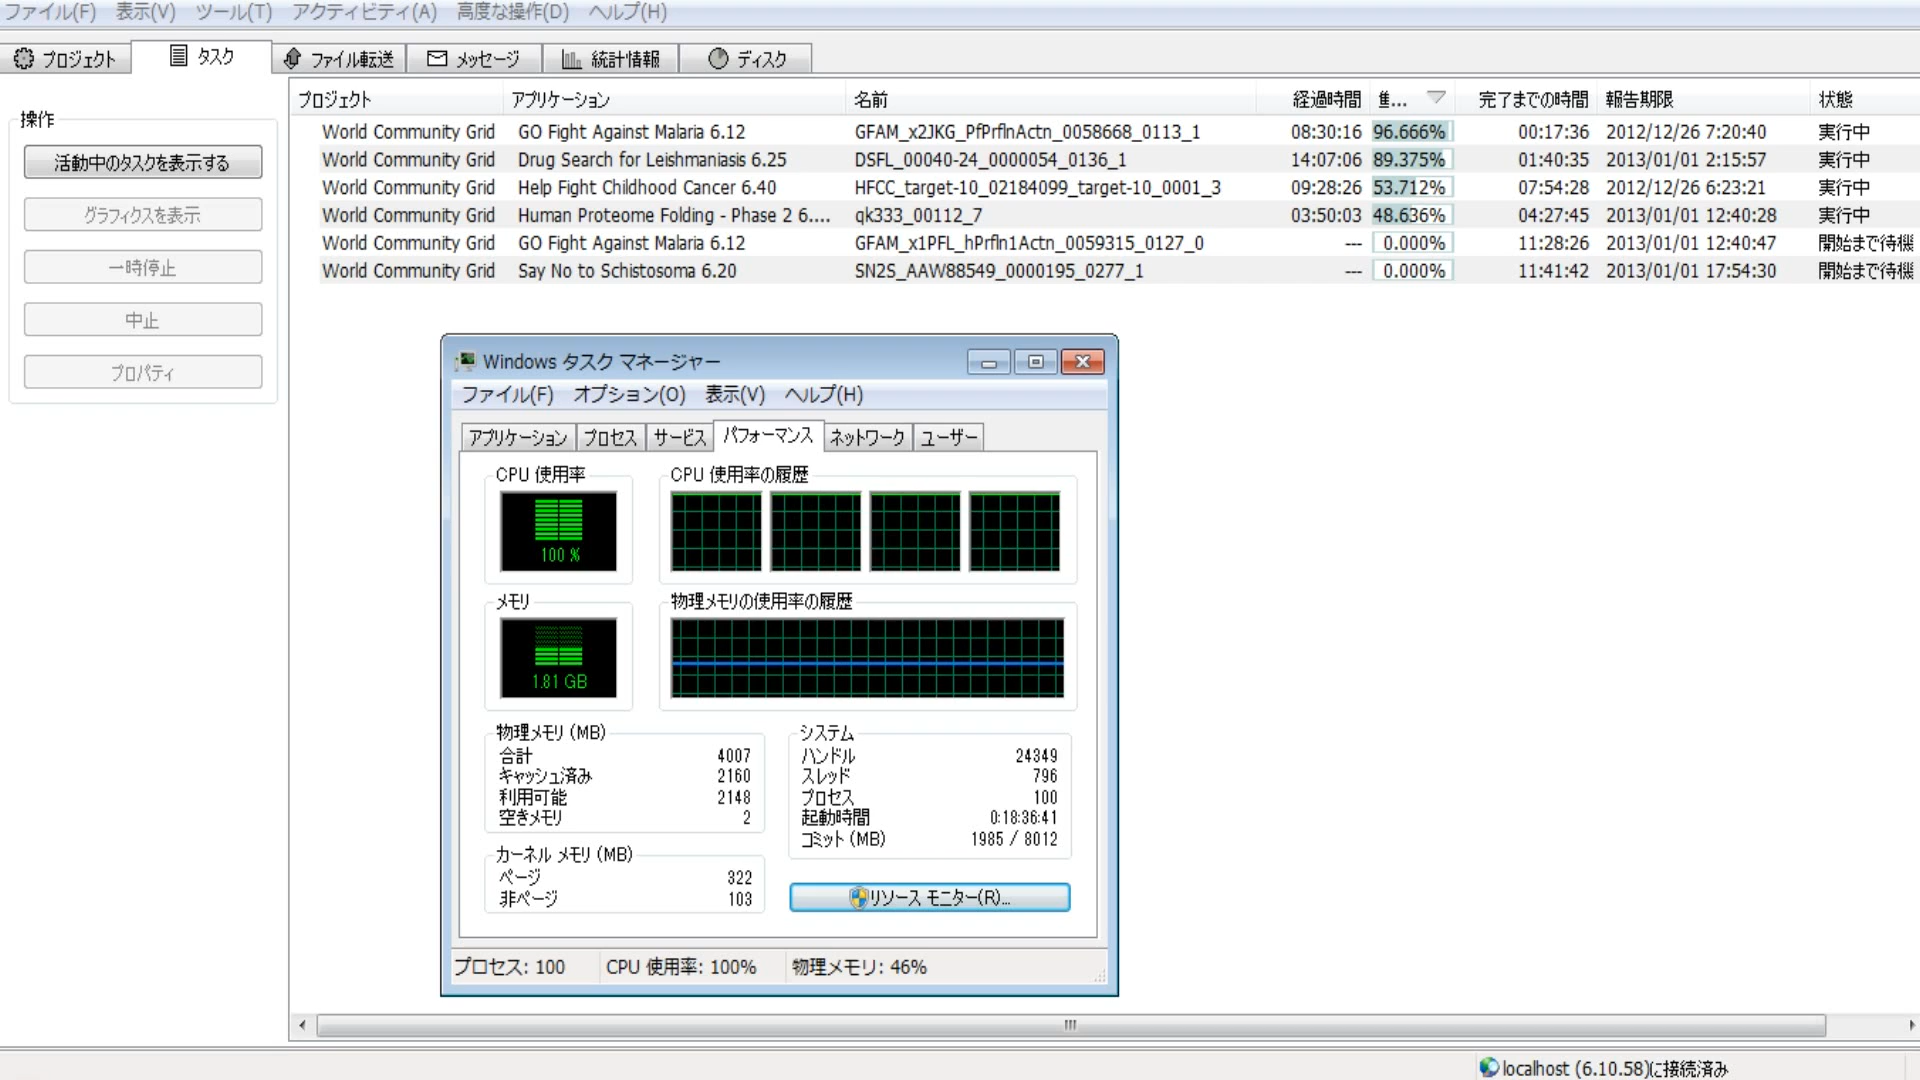 ファイル(F) 表示(V) ツール(T) アクティビティ(A) 高度な操作(D) ヘルプ(H)
プロジェクト タスク ファイル転送 メッセージ 統計情報 ディスク
操作
活動中のタスクを表示する
グラフィクスを表示
一時停止
中止
プロパティ
プロジェクト アプリケーション 名前 経過時間 進... 完了までの時間 報告期限 状態
World Community Grid GO Fight Against Malaria 6.12 GFAM_x2JKG_PfPrflnActn_0058668_0113_1 08:30:16 96.666% 00:17:36 2012/12/26 7:20:40 実行中
World Community Grid Drug Search for Leishmaniasis 6.25 DSFL_00040-24_0000054_0136_1 14:07:06 89.375% 01:40:35 2013/01/01 2:15:57 実行中
World Community Grid Help Fight Childhood Cancer 6.40 HFCC_target-10_02184099_target-10_0001_3 09:28:26 53.712% 07:54:28 2012/12/26 6:23:21 実行中
World Community Grid Human Proteome Folding - Phase 2 6.... qk333_00112_7 03:50:03 48.636% 04:27:45 2013/01/01 12:40:28 実行中
World Community Grid GO Fight Against Malaria 6.12 GFAM_x1PFL_hPrfln1Actn_0059315_0127_0 --- 0.000% 11:28:26 2013/01/01 12:40:47 開始まで待機
World Community Grid Say No to Schistosoma 6.20 SN2S_AAW88549_0000195_0277_1 --- 0.000% 11:41:42 2013/01/01 17:54:30 開始まで待機
Windows タスク マネージャー
ファイル(F) オプション(O) 表示(V) ヘルプ(H)
アプリケーション プロセス サービス パフォーマンス ネットワーク ユーザー
CPU 使用率 CPU 使用率の履歴
100 %
メモリ 物理メモリの使用率の履歴
1.81 GB
物理メモリ (MB)
合計 4007
キャッシュ済み 2160
利用可能 2148
空きメモリ 2
カーネル メモリ (MB)
ページ 322
非ページ 103
システム
ハンドル 24349
スレッド 796
プロセス 100
起動時間 0:18:36:41
コミット (MB) 1985 / 8012
リソース モニター(R)...
プロセス: 100 CPU 使用率: 100% 物理メモリ: 46%
localhost (6.10.58)に接続済み